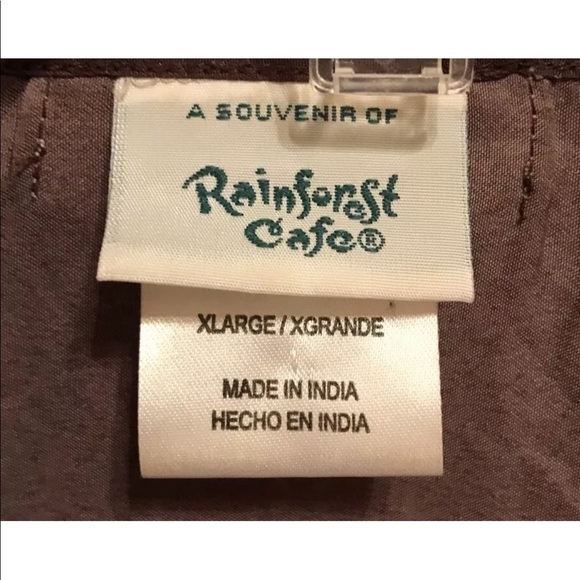 A SOUVENIR OF
Rainforest
Cafe®
XLARGE/XGRANDE
MADE IN INDIA
HECHO EN INDIA